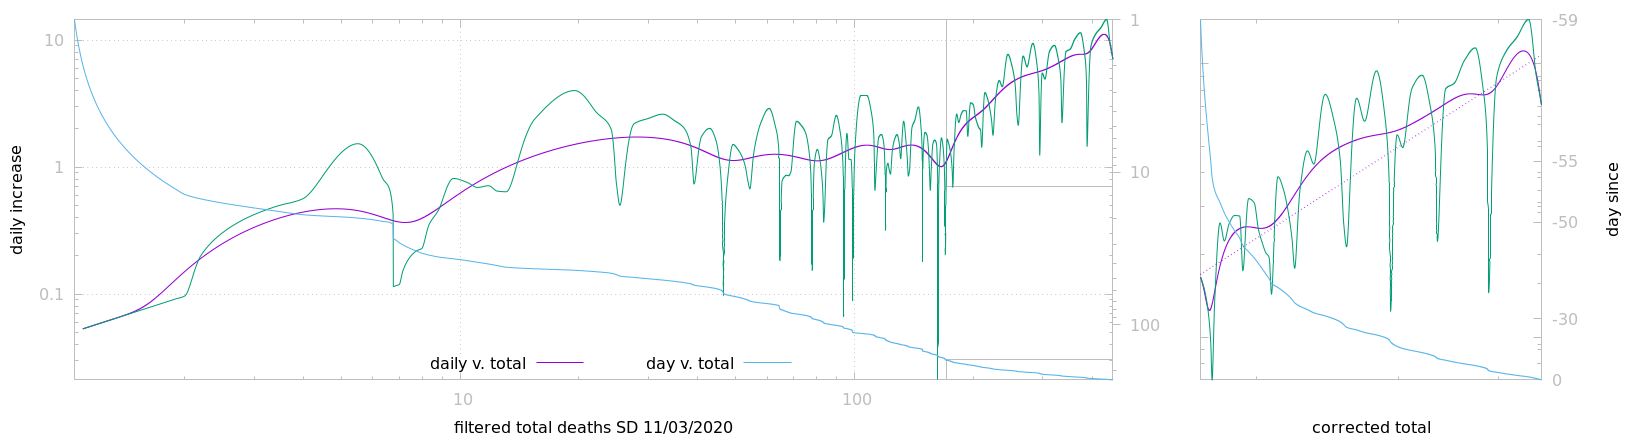 10
1
0.1
daily increase
1
10
100
daily v. total
day v. total
10
100
filtered total deaths SD 11/03/2020
-59
-55
-50
-30
0
day since
corrected total